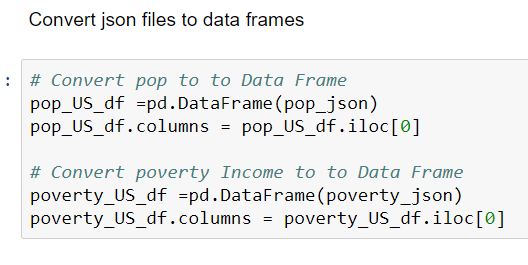 Convert json files to data frames
: # Convert pop to to Data Frame
pop_US_df =pd.DataFrame(pop_json)
pop_US_df.columns = pop_US_df.iloc[0]
# Convert poverty Income to to Data Frame
poverty_US_df =pd.DataFrame(poverty_json)
poverty_US_df.columns = poverty_US_df.iloc[0]